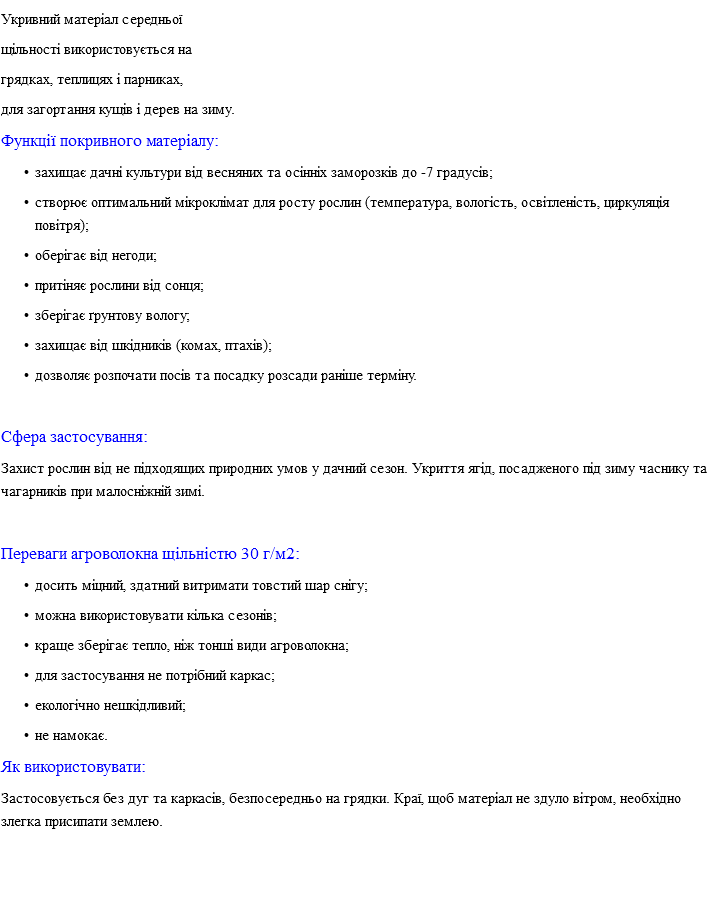 Укривний матеріал середньої
щільності використовується на
грядках, теплицях і парниках,
для загортання кущів і дерев на зиму.
Функції покривного матеріалу:
• захищає дачні культури від весняних та осінніх заморозків до -7 градусів;
• створює оптимальний мікроклімат для росту рослин (температура, вологість, освітленість, циркуляція
повітря);
• оберігає від негоди;
• притіняє рослини від сонця;
• зберігає ґрунтову вологу;
• захищає від шкідників (комах, птахів);
• дозволяє розпочати посів та посадку розсади раніше терміну.
Сфера застосування:
Захист рослин від не підходящих природних умов у дачний сезон. Укриття ягід, посадженого під зиму часнику та
чагарників при малосніжній зимі.
Переваги агроволокна щільністю 30 г/м2:
• досить міцний, здатний витримати товстий шар снігу;
• можна використовувати кілька сезонів;
• краще зберігає тепло, ніж тонші види агроволокна;
• для застосування не потрібний каркас;
• екологічно нешкідливий;
• не намокає.
Як використовувати:
Застосовується без дуг та каркасів, безпосередньо на грядки. Краї, щоб матеріал не здуло вітром, необхідно
злегка присипати землею.